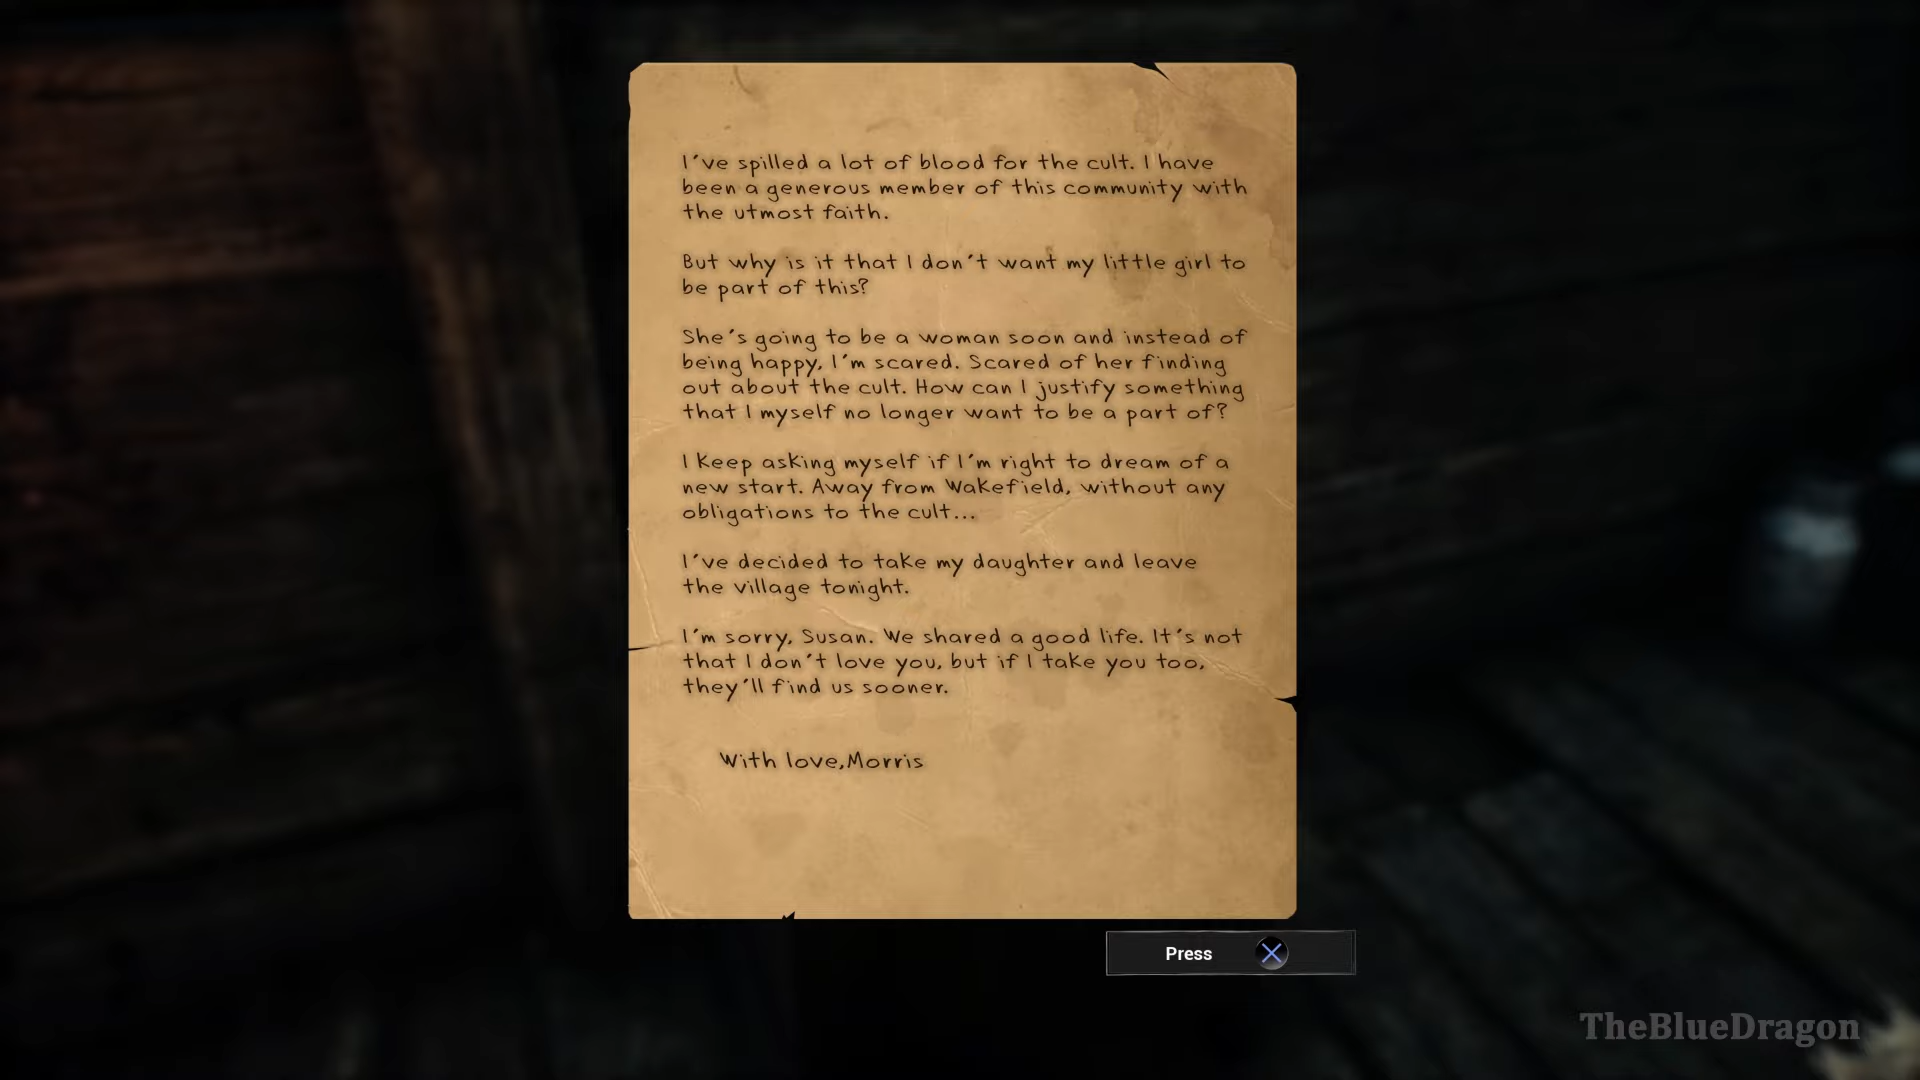 I´ve spilled a lot of blood for the cult. I have
been a generous member of this community with
the utmost faith.
But why is it that I don´t want my little girl to
be part of this?
She´s going to be a woman soon and instead of
being happy, I´m scared. Scared of her finding
out about the cult. How can I justify something
that I myself no longer want to be a part of?
I keep asking myself if I´m right to dream of a
new start. Away from Wakefield, without any
obligations to the cult...
I´ve decided to take my daughter and leave
the village tonight.
I´m sorry, Susan. We shared a good life. It´s not
that I don´t love you, but if I take you too,
they´ll find us sooner.
With love,Morris
Press
TheBlueDragon